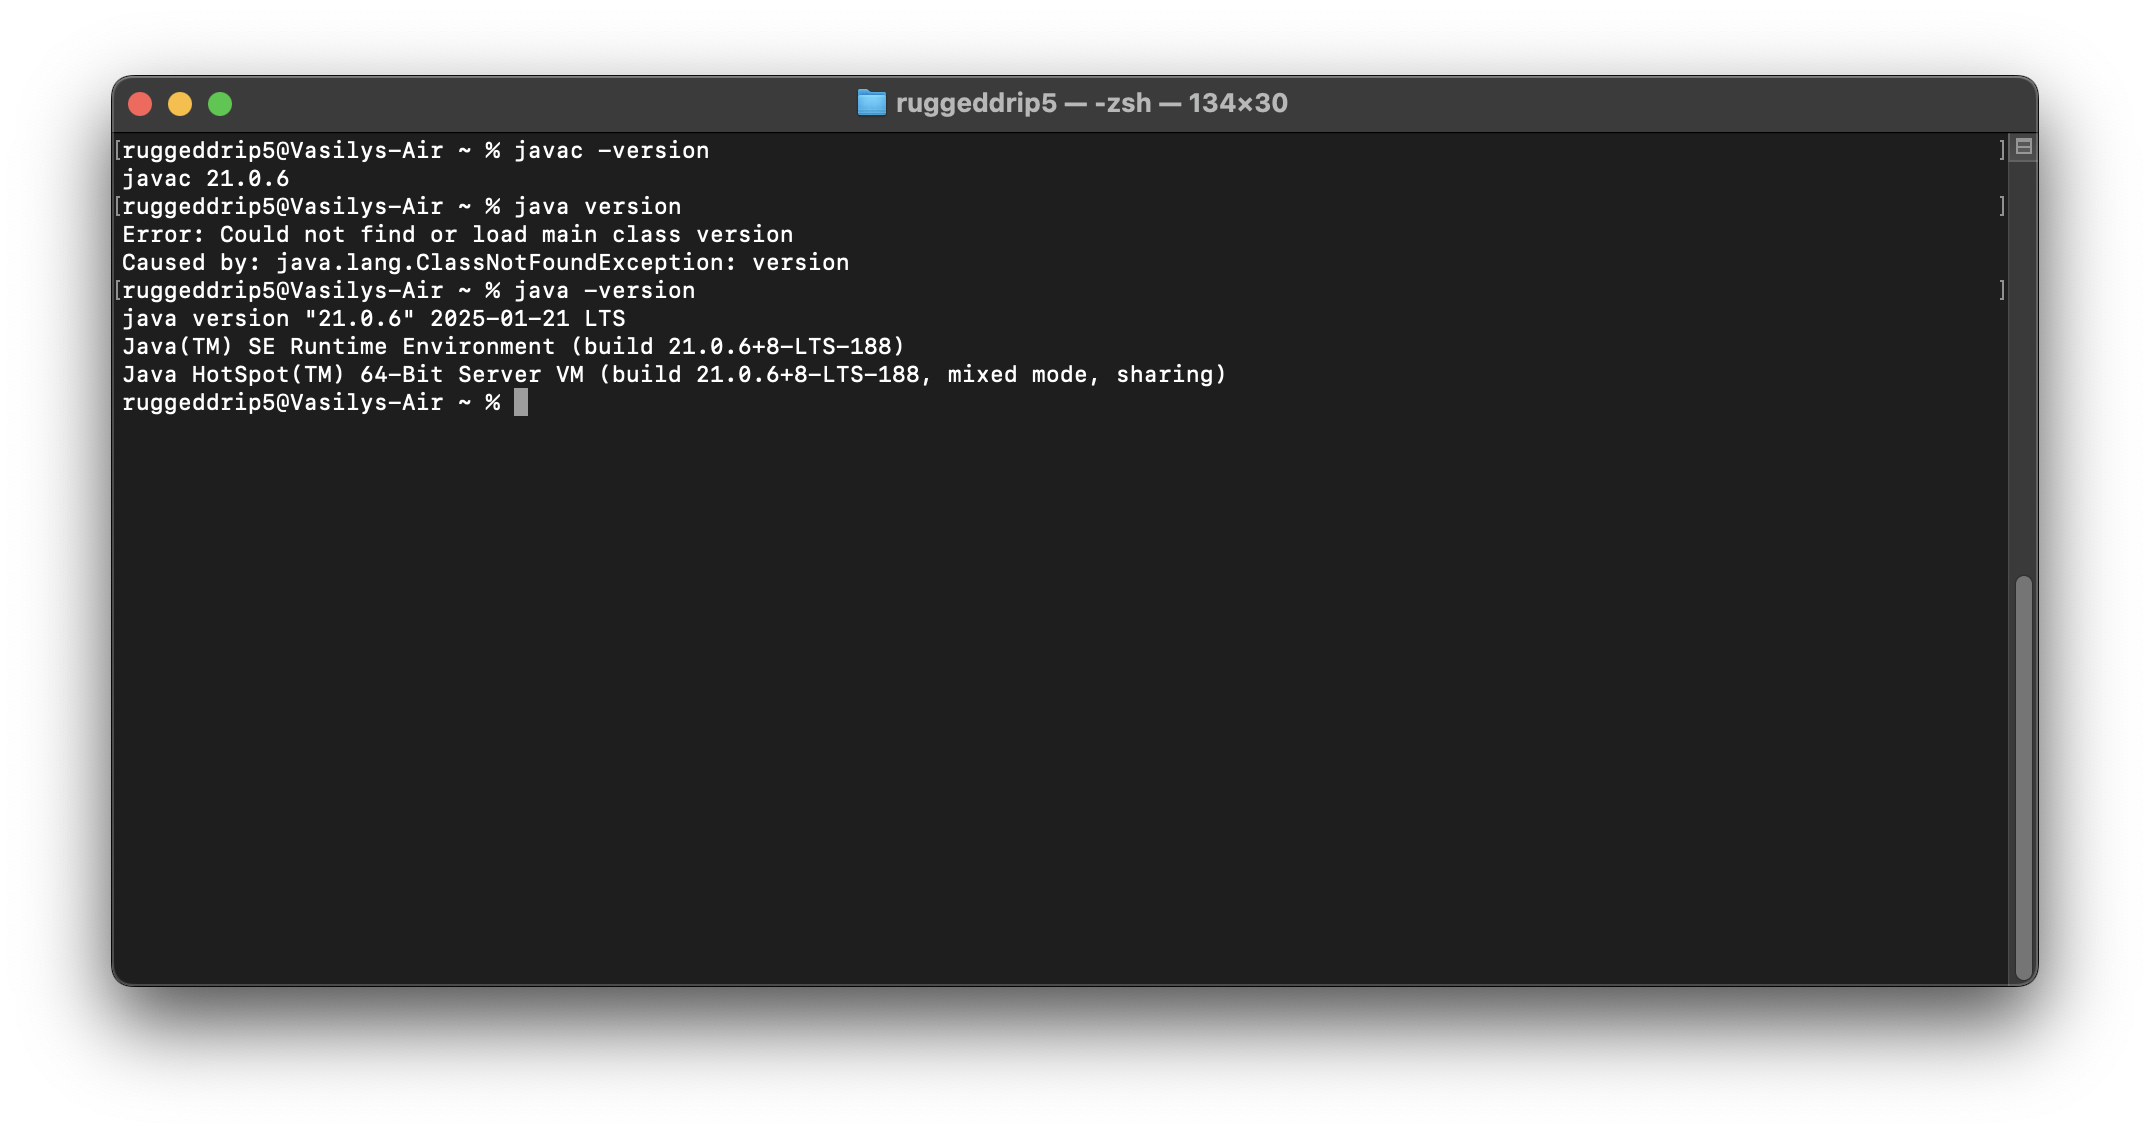 ruggeddrip5 — -zsh — 134×30
[ruggeddrip5@Vasilys-Air ~ % javac -version ]
javac 21.0.6
[ruggeddrip5@Vasilys-Air ~ % java version ]
Error: Could not find or load main class version
Caused by: java.lang.ClassNotFoundException: version
[ruggeddrip5@Vasilys-Air ~ % java -version ]
java version "21.0.6" 2025-01-21 LTS
Java(TM) SE Runtime Environment (build 21.0.6+8-LTS-188)
Java HotSpot(TM) 64-Bit Server VM (build 21.0.6+8-LTS-188, mixed mode, sharing)
ruggeddrip5@Vasilys-Air ~ %